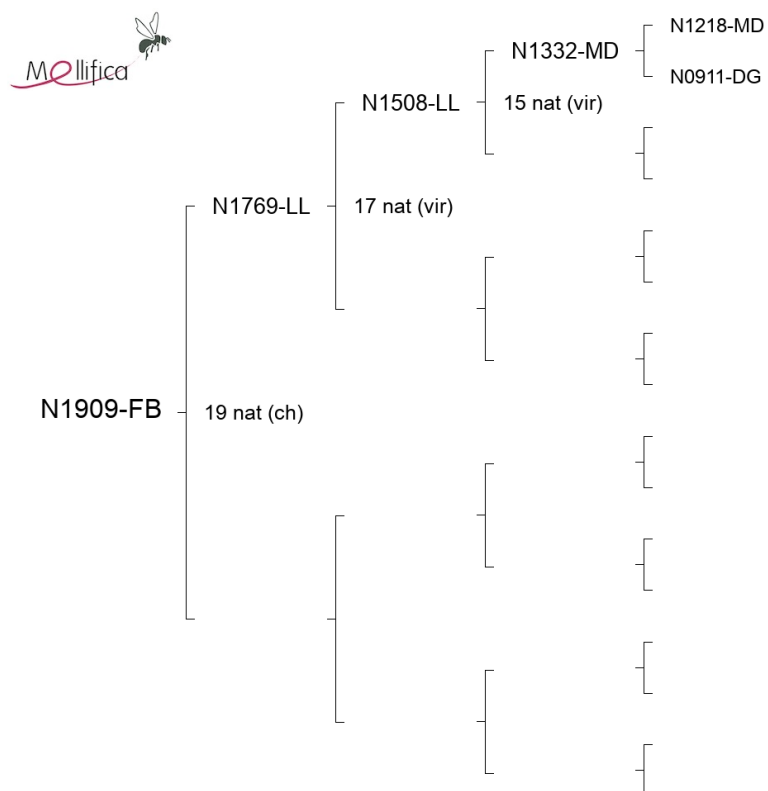 Mellifica
N1218-MD
N1332-MD
N0911-DG
N1508-LL
15 nat (vir)
N1769-LL
17 nat (vir)
N1909-FB
19 nat (ch)